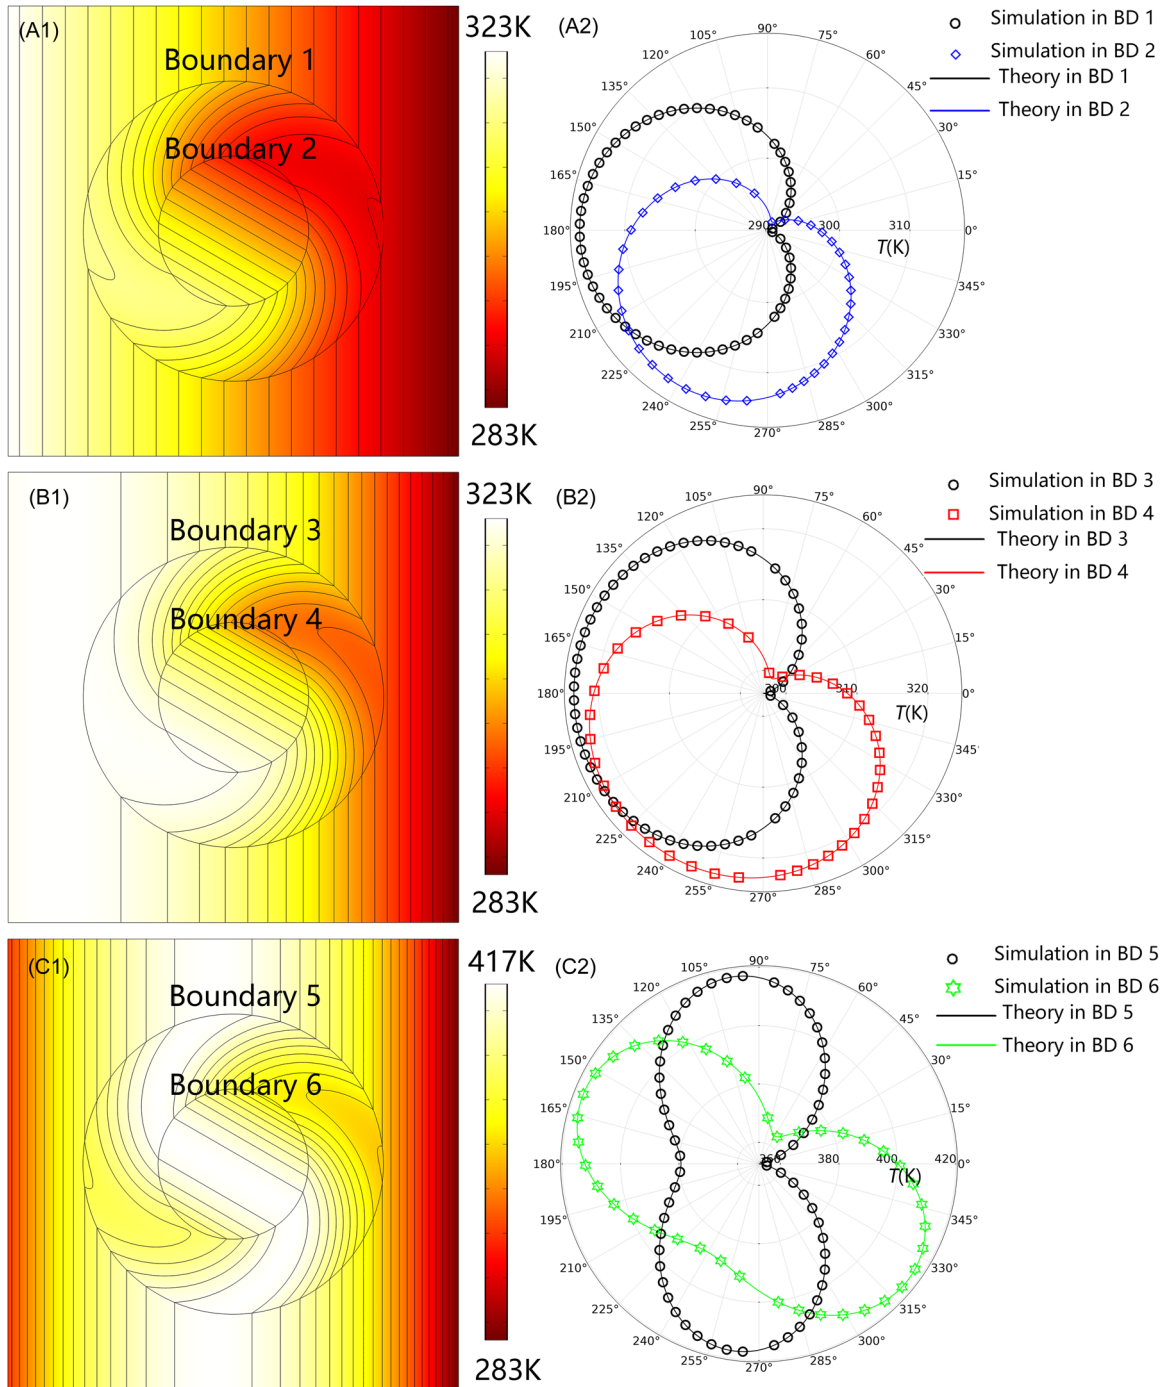 (A1)
Boundary 1
Boundary 2
323K
283K
(A2)
Simulation in BD 1
Simulation in BD 2
Theory in BD 1
Theory in BD 2
90°
105°
75°
120°
60°
135°
45°
150°
30°
165°
15°
180°
290
300
310
0°
T(K)
195°
345°
210°
330°
225°
315°
240°
300°
255°
270°
285°
(B1)
Boundary 3
Boundary 4
323K
283K
(B2)
Simulation in BD 3
Simulation in BD 4
Theory in BD 3
Theory in BD 4
90°
105°
75°
120°
60°
135°
45°
150°
30°
165°
15°
180°
300
310
320
0°
T(K)
195°
345°
210°
330°
225°
315°
240°
300°
255°
270°
285°
(C1)
Boundary 5
Boundary 6
417K
283K
(C2)
Simulation in BD 5
Simulation in BD 6
Theory in BD 5
Theory in BD 6
90°
105°
75°
120°
60°
135°
45°
150°
30°
165°
15°
180°
360
380
400
420
0°
T(K)
195°
345°
210°
330°
225°
315°
240°
300°
255°
270°
285°